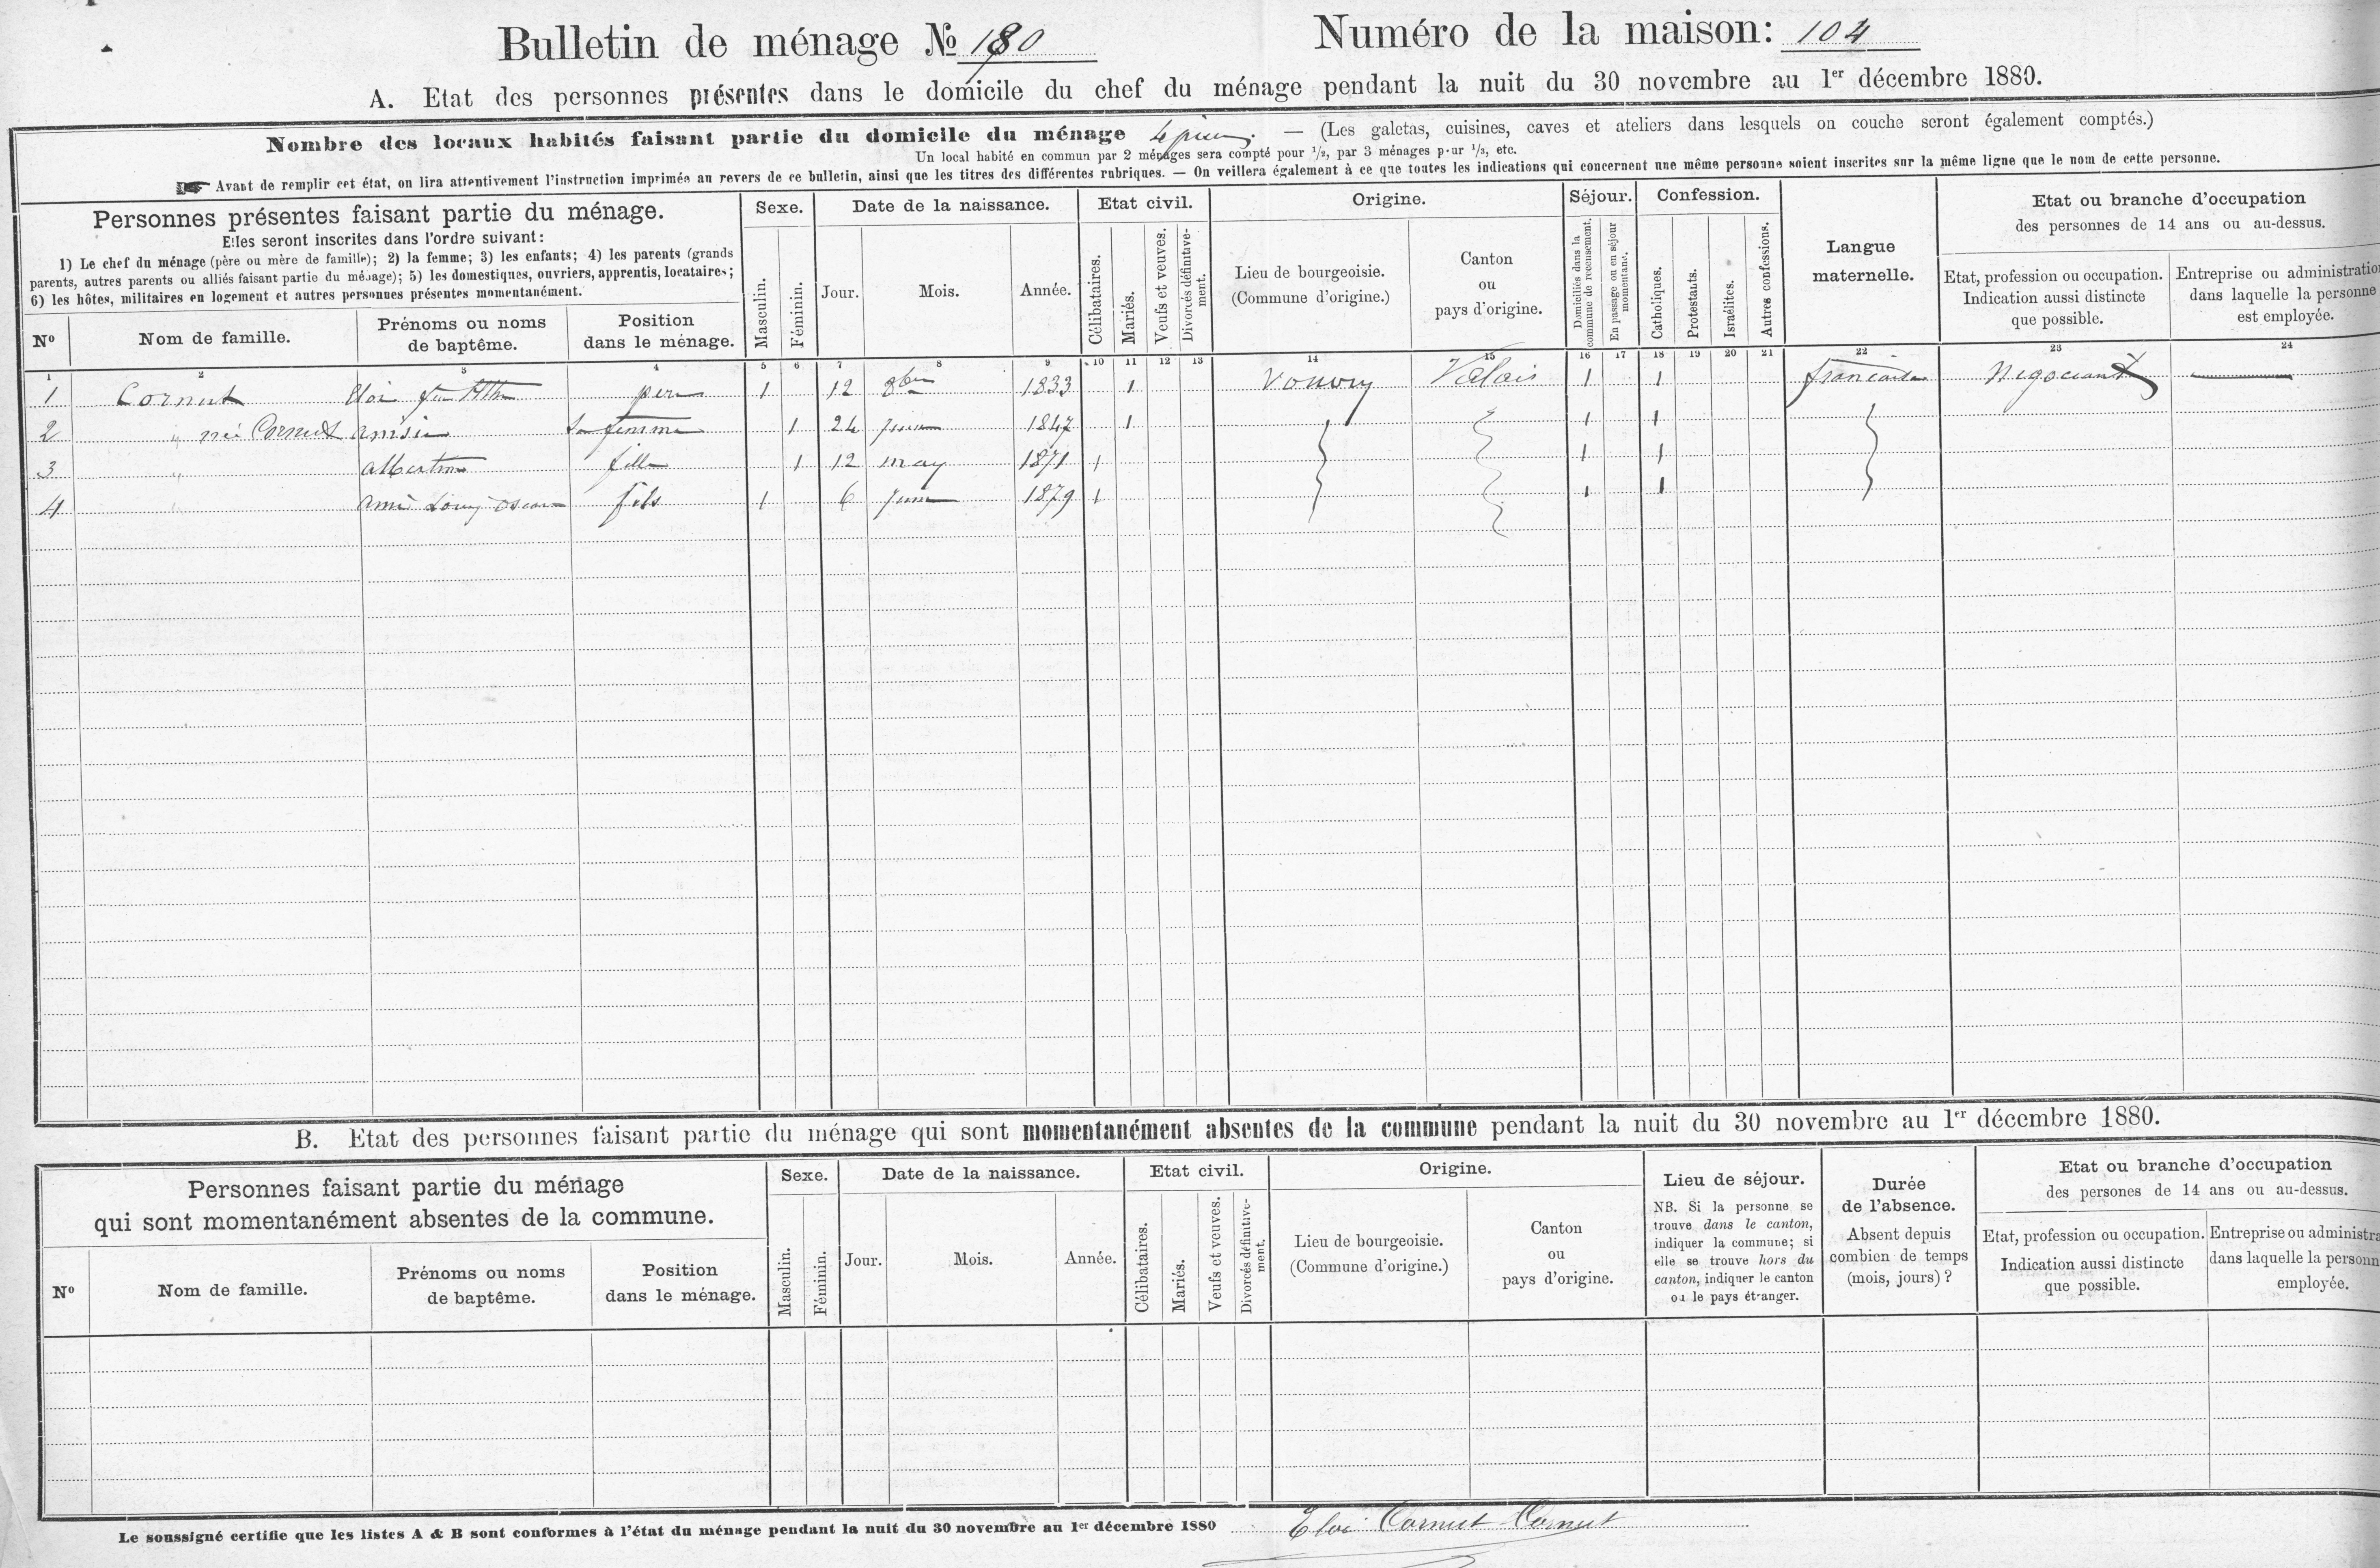 Bulletin de ménage № 180 Numéro de la maison: 104
A. Etat des personnes présentes dans le domicile du chef du ménage pendant la nuit du 30 novembre au 1er décembre 1880.
Nombre des locaux habités faisant partie du domicile du ménage 4 — (Les galetas, cuisines, caves et ateliers dans lesquels on couche seront également comptés.)
Un local habité en commun par 2 ménages sera compté pour 1/2, par 3 ménages pour 1/3, etc.
Avant de remplir cet état, on lira attentivement l'instruction imprimée au revers de ce bulletin, ainsi que les titres des différentes rubriques. — On veillera également à ce que toutes les indications qui concernent une même personne soient inscrites sur la même ligne que le nom de cette personne.
Personnes présentes faisant partie du ménage.
Elles seront inscrites dans l'ordre suivant:
1) Le chef du ménage (père ou mère de famille); 2) la femme; 3) les enfants; 4) les parents (grands
parents, autres parents ou alliés faisant partie du ménage); 5) les domestiques, ouvriers, apprentis, locataires;
6) les hôtes, militaires en logement et autres personnes présentes momentanément.
Nº
Nom de famille.
Prénoms ou noms
de baptême.
Position
dans le ménage.
Sexe.
Masculin.
Féminin.
Date de la naissance.
Jour.
Mois.
Année.
Etat civil.
Célibataires.
Mariés.
Veufs et veuves.
Divorcés définitive-
ment.
Origine.
Lieu de bourgeoisie.
(Commune d'origine.)
Canton
ou
pays d'origine.
Séjour.
Domiciliés dans la
commune de recensement.
En passage ou en séjour
momentané.
Confession.
Catholiques.
Protestants.
Israélites.
Autres confessions.
Langue
maternelle.
Etat ou branche d'occupation
des personnes de 14 ans ou au-dessus.
Etat, profession ou occupation.
Indication aussi distincte
que possible.
Entreprise ou administration
dans laquelle la personne
est employée.
1 2 3 4 5 6 7 8 9 10 11 12 13 14 15 16 17 18 19 20 21 22 23 24
1 Cornut Eloi feu père 1 12 8bre 1833 1 Vouvry Valais 1 1 française Negociant
2 " née Cornut sa femme 1 24 juin 1847 1 1 1
3 " Albertine fille 1 12 may 1871 1 1 1
4 " Amé Louis Oscar fils 1 6 juin 1879 1 1 1
B. Etat des personnes faisant partie du ménage qui sont momentanément absentes de la commune pendant la nuit du 30 novembre au 1er décembre 1880.
Personnes faisant partie du ménage
qui sont momentanément absentes de la commune.
Nº
Nom de famille.
Prénoms ou noms
de baptême.
Position
dans le ménage.
Sexe.
Masculin.
Féminin.
Date de la naissance.
Jour.
Mois.
Année.
Etat civil.
Célibataires.
Mariés.
Veufs et veuves.
Divorcés définitive-
ment.
Origine.
Lieu de bourgeoisie.
(Commune d'origine.)
Canton
ou
pays d'origine.
Lieu de séjour.
NB. Si la personne se
trouve dans le canton,
indiquer la commune; si
elle se trouve hors du
canton, indiquer le canton
ou le pays étranger.
Durée
de l'absence.
Absent depuis
combien de temps
(mois, jours)?
Etat ou branche d'occupation
des persones de 14 ans ou au-dessus.
Etat, profession ou occupation.
Indication aussi distincte
que possible.
Entreprise ou administra
dans laquelle la personn
employée.
Le soussigné certifie que les listes A & B sont conformes à l'état du ménage pendant la nuit du 30 novembre au 1er décembre 1880 Eloi Cornut Cornut